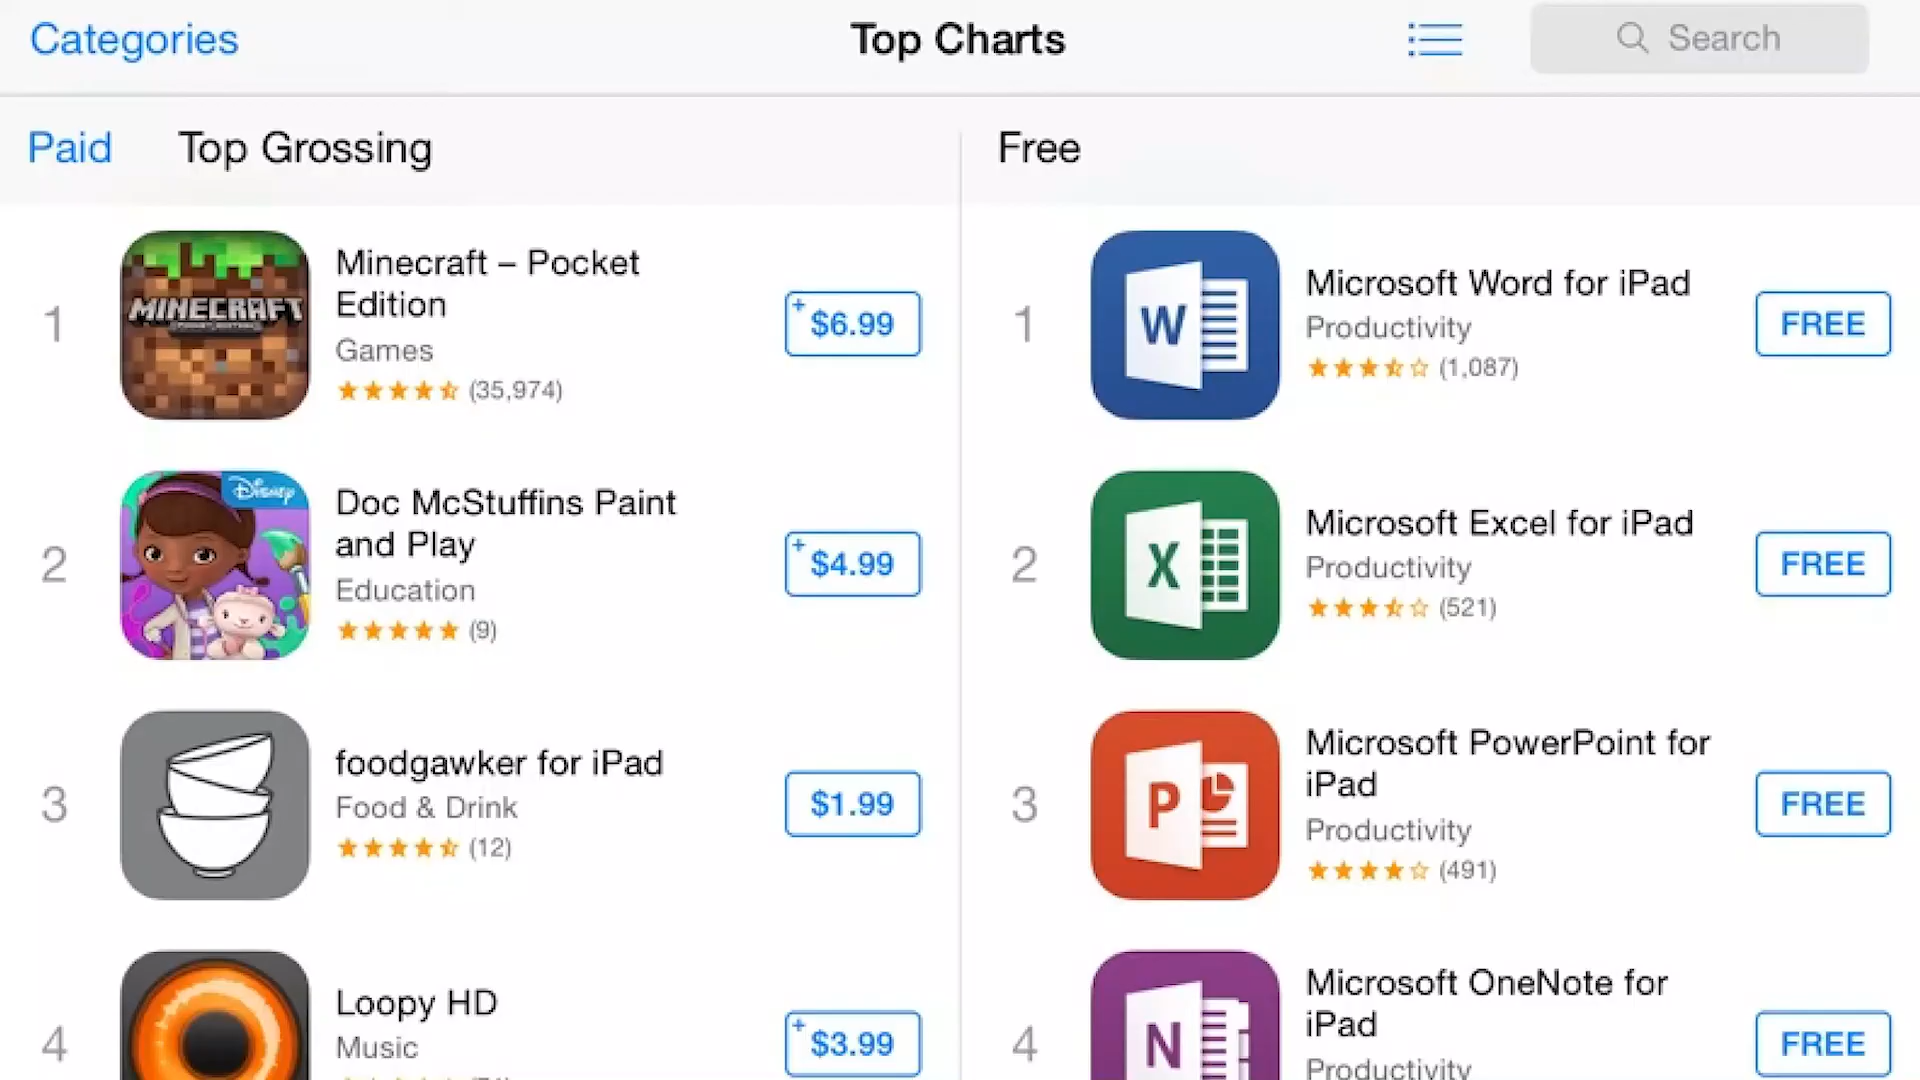 Categories
Top Charts
Search
Paid
Top Grossing
Free
1
MINECRAFT
Minecraft – Pocket
Edition
Games
(35,974)
+ $6.99
2
Disney
Doc McStuffins Paint
and Play
Education
(9)
+ $4.99
3
foodgawker for iPad
Food & Drink
(12)
$1.99
4
Loopy HD
Music
+ $3.99
1
W
Microsoft Word for iPad
Productivity
(1,087)
FREE
2
X
Microsoft Excel for iPad
Productivity
(521)
FREE
3
P
Microsoft PowerPoint for
iPad
Productivity
(491)
FREE
4
N
Microsoft OneNote for
iPad
Productivity
FREE